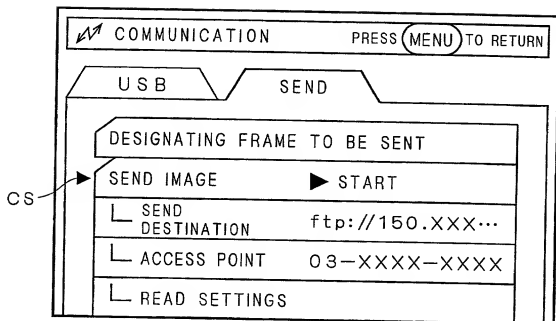 COMMUNICATION PRESS MENU TO RETURN
USB SEND
DESIGNATING FRAME TO BE SENT
CS SEND IMAGE ▶ START
SEND
DESTINATION ftp://150.XXX···
ACCESS POINT 03-XXXX-XXXX
READ SETTINGS